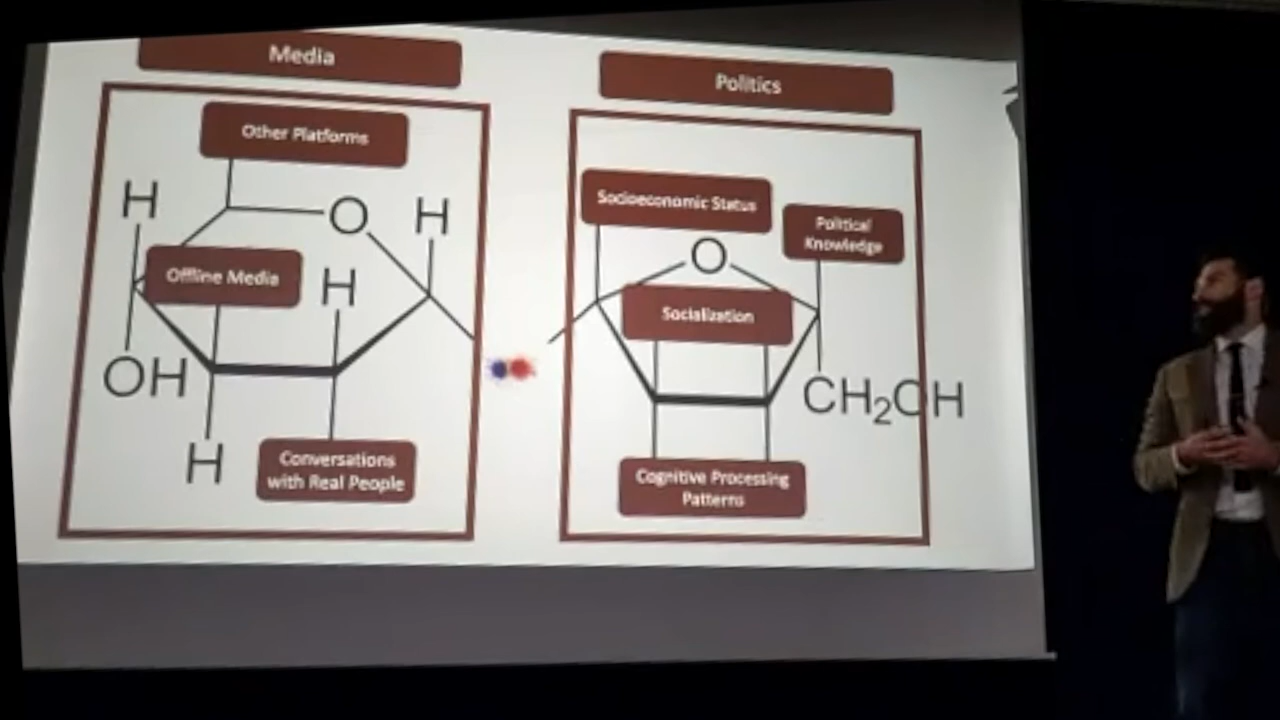 Media
Politics
Other Platforms
Socioeconomic Status
H
O
H
Political
Knowledge
O
Offline Media
H
Socialization
OH
CH₂OH
H
Conversations
with Real People
Cognitive Processing
Patterns